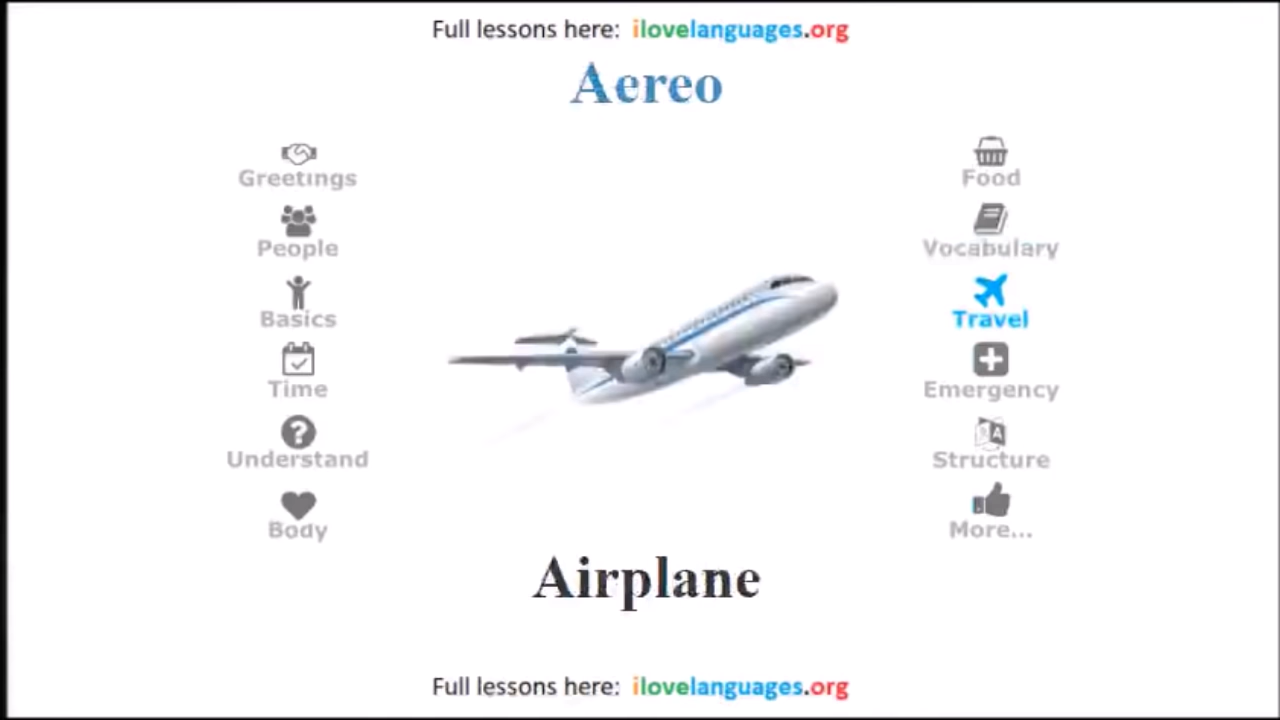 Full lessons here: ilovelanguages.org
Aereo
Greetings
People
Basics
Time
Understand
Body
Food
Vocabulary
Travel
Emergency
Structure
More...
Airplane
Full lessons here: ilovelanguages.org